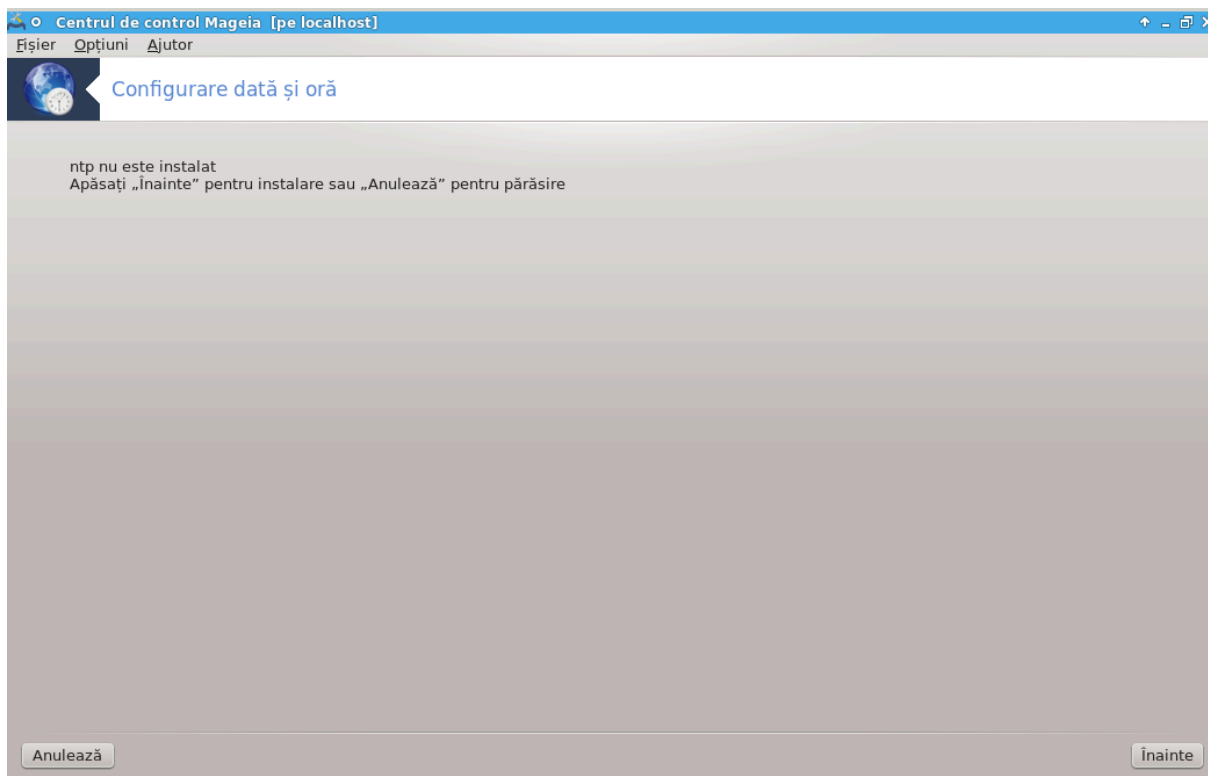 Centrul de control Mageia [pe localhost]
Fișier Opțiuni Ajutor
Configurare dată și oră
ntp nu este instalat
Apăsați „Înainte” pentru instalare sau „Anulează” pentru părăsire
Anulează Înainte